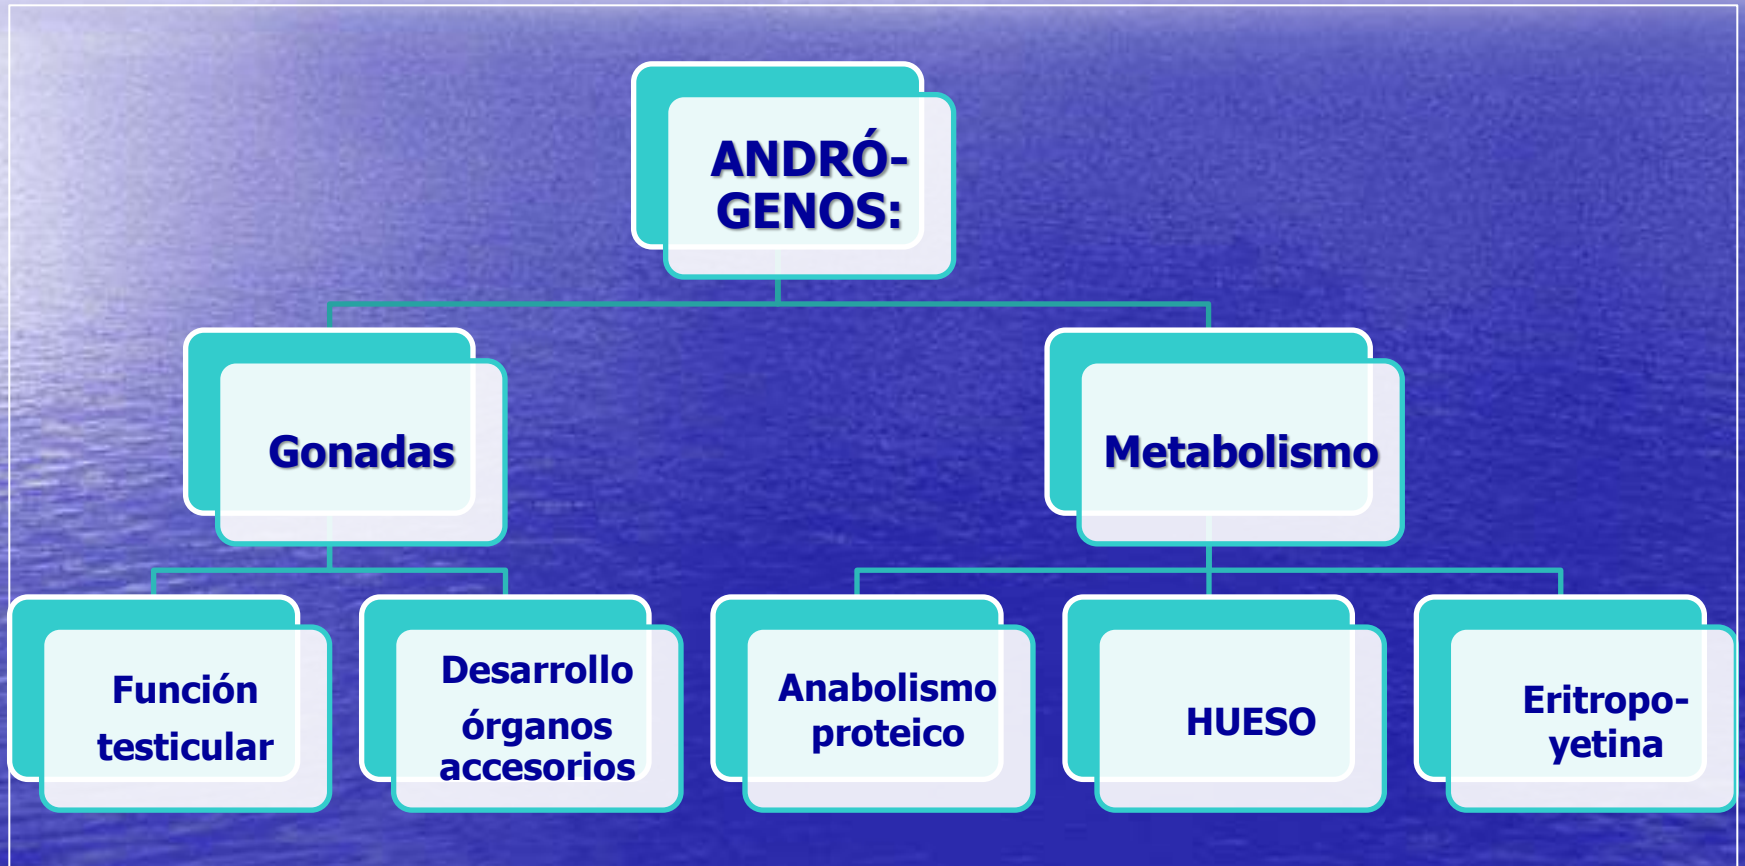 ANDRÓ-
GENOS:
Gonadas
Metabolismo
Función
testicular
Desarrollo
órganos
accesorios
Anabolismo
proteico
HUESO
Eritropo-
yetina